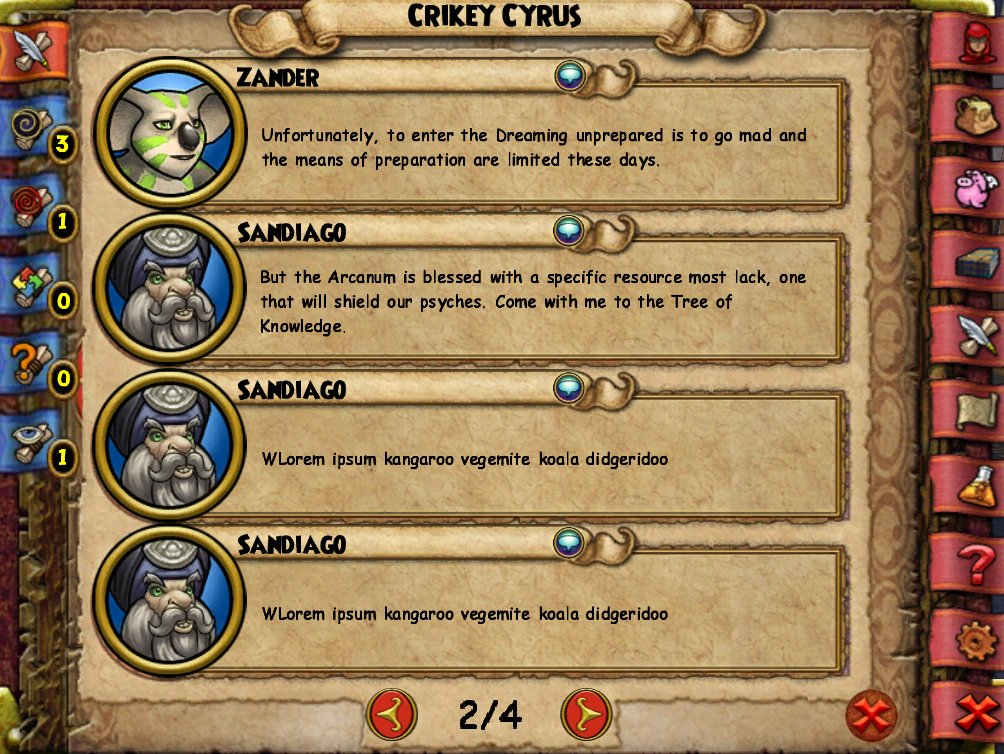 CRIKEY CYRUS
ZANDER
Unfortunately, to enter the Dreaming unprepared is to go mad and
the means of preparation are limited these days.
SANDIAGO
But the Arcanum is blessed with a specific resource most lack, one
that will shield our psyches. Come with me to the Tree of
Knowledge.
SANDIAGO
WLorem ipsum kangaroo vegemite koala didgeridoo
SANDIAGO
WLorem ipsum kangaroo vegemite koala didgeridoo
3
1
0
0
1
2/4